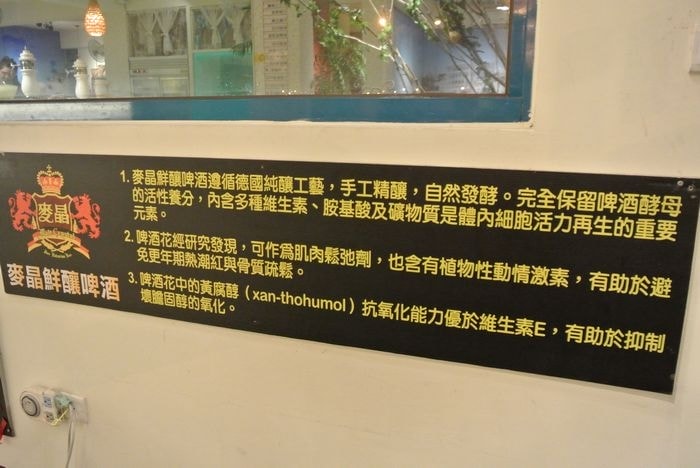 麥晶
麥晶鮮釀啤酒
1. 麥晶鮮釀啤酒遵循德國純釀工藝，手工精釀，自然發酵。完全保留啤酒酵母
的活性養分，內含多種維生素、胺基酸及礦物質是體內細胞活力再生的重要
元素。
2. 啤酒花經研究發現，可作為肌肉鬆弛劑，也含有植物性動情激素，有助於避
免更年期熱潮紅與骨質疏鬆。
3. 啤酒花中的黃腐醇（xan-thohumol）抗氧化能力優於維生素E，有助於抑制
壞膽固醇的氧化。